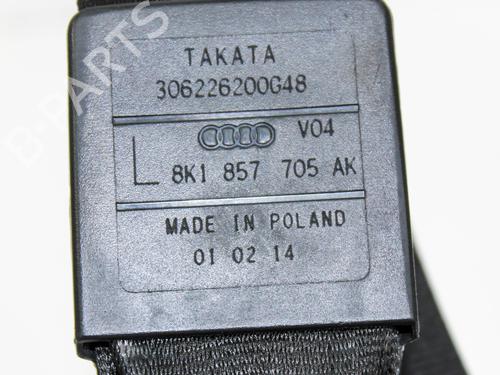 TAKATA
306226200G48
V04
L 8K1 857 705 AK
MADE IN POLAND
01 02 14
B-PARTS